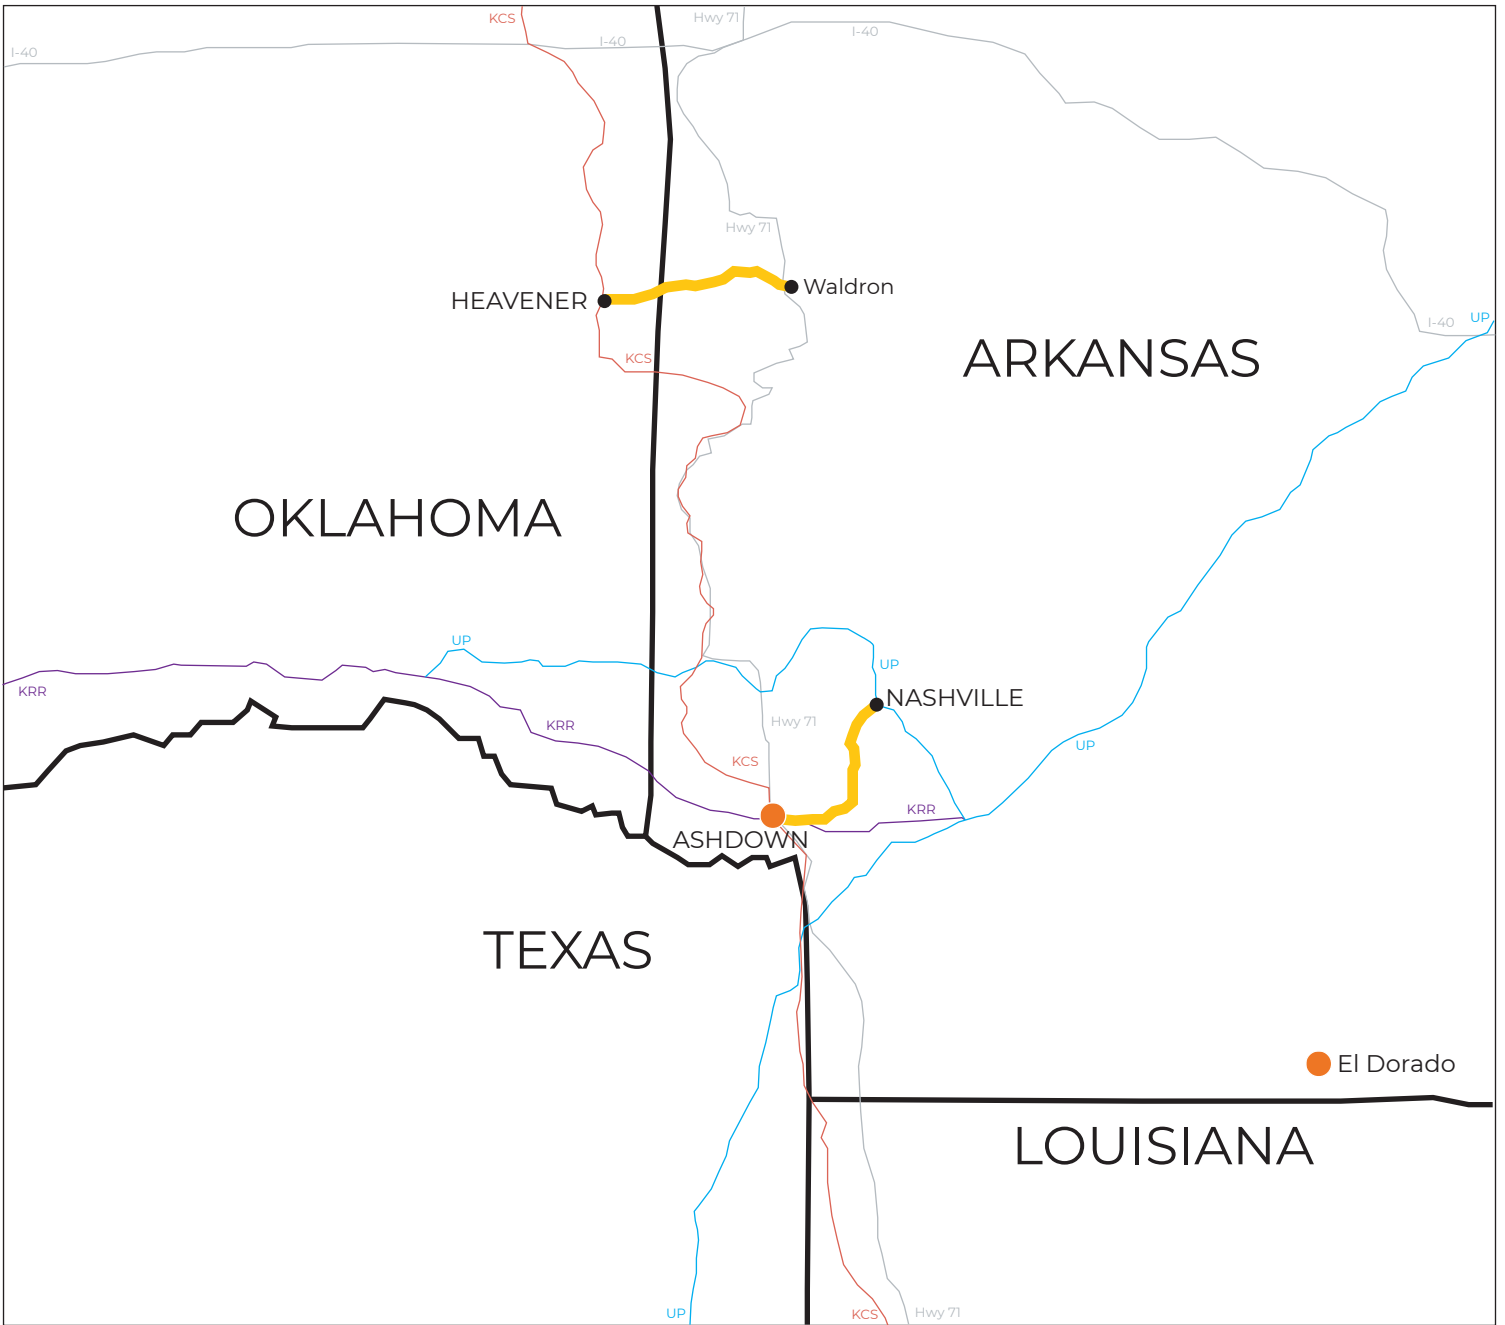 KCS
Hwy 71
I-40
I-40
I-40
Hwy 71
HEAVENER
Waldron
I-40
UP
KCS
ARKANSAS
OKLAHOMA
UP
UP
KRR
NASHVILLE
KRR
Hwy 71
UP
KCS
KRR
ASHDOWN
TEXAS
El Dorado
LOUISIANA
UP
KCS
Hwy 71